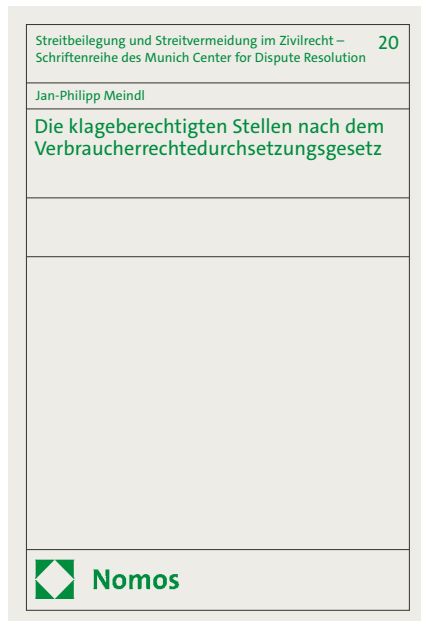 Streitbeilegung und Streitvermeidung im Zivilrecht – 20
Schriftenreihe des Munich Center for Dispute Resolution
Jan-Philipp Meindl
Die klageberechtigten Stellen nach dem
Verbraucherrechtedurchsetzungsgesetz
Nomos